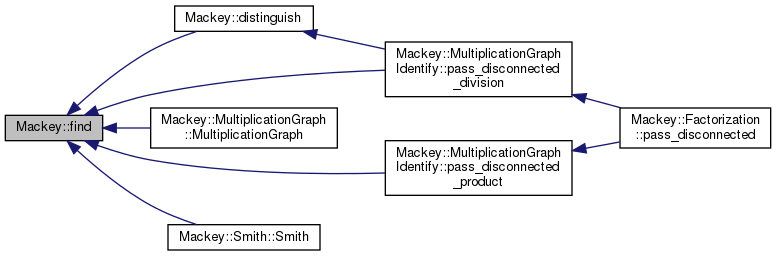 Mackey::distinguish
Mackey::MultiplicationGraph
Identify::pass_disconnected
_division
Mackey::find
Mackey::MultiplicationGraph
::MultiplicationGraph
Mackey::Factorization
::pass_disconnected
Mackey::MultiplicationGraph
Identify::pass_disconnected
_product
Mackey::Smith::Smith